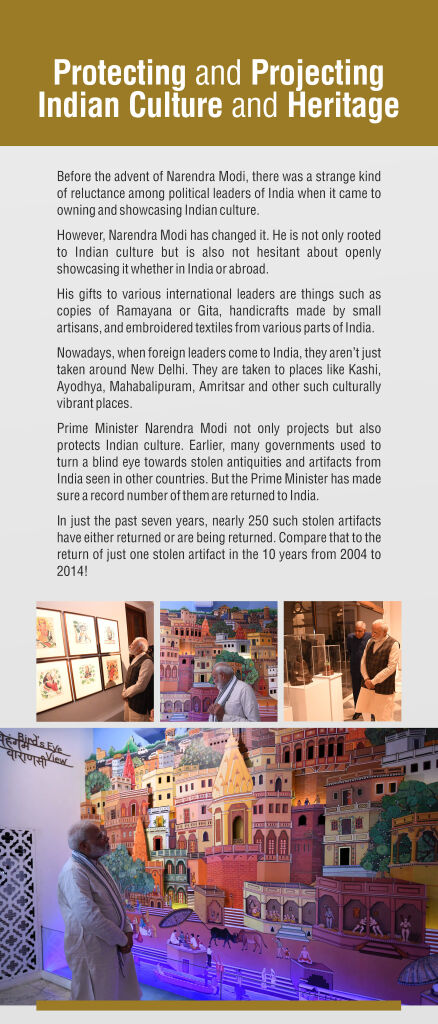 Protecting and Projecting
Indian Culture and Heritage
Before the advent of Narendra Modi, there was a strange kind
of reluctance among political leaders of India when it came to
owning and showcasing Indian culture.
However, Narendra Modi has changed it. He is not only rooted
to Indian culture but is also not hesitant about openly
showcasing it whether in India or abroad.
His gifts to various international leaders are things such as
copies of Ramayana or Gita, handicrafts made by small
artisans, and embroidered textiles from various parts of India.
Nowadays, when foreign leaders come to India, they aren't just
taken around New Delhi. They are taken to places like Kashi,
Ayodhya, Mahabalipuram, Amritsar and other such culturally
vibrant places.
Prime Minister Narendra Modi not only projects but also
protects Indian culture. Earlier, many governments used to
turn a blind eye towards stolen antiquities and artifacts from
India seen in other countries. But the Prime Minister has made
sure a record number of them are returned to India.
In just the past seven years, nearly 250 such stolen artifacts
have either returned or are being returned. Compare that to the
return of just one stolen artifact in the 10 years from 2004 to
2014!
Bird's Eye
View
वाराणसी